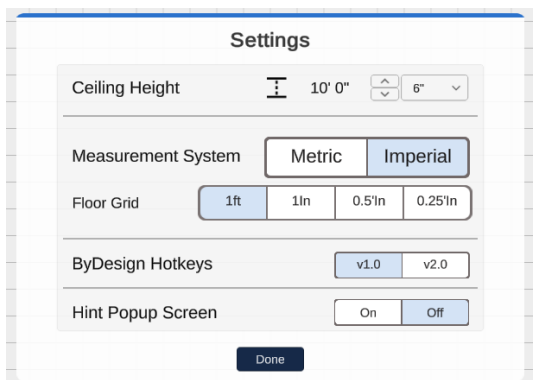 Settings
Ceiling Height 10' 0" 6"
Measurement System Metric Imperial
Floor Grid 1ft 1In 0.5'In 0.25'In
ByDesign Hotkeys v1.0 v2.0
Hint Popup Screen On Off
Done